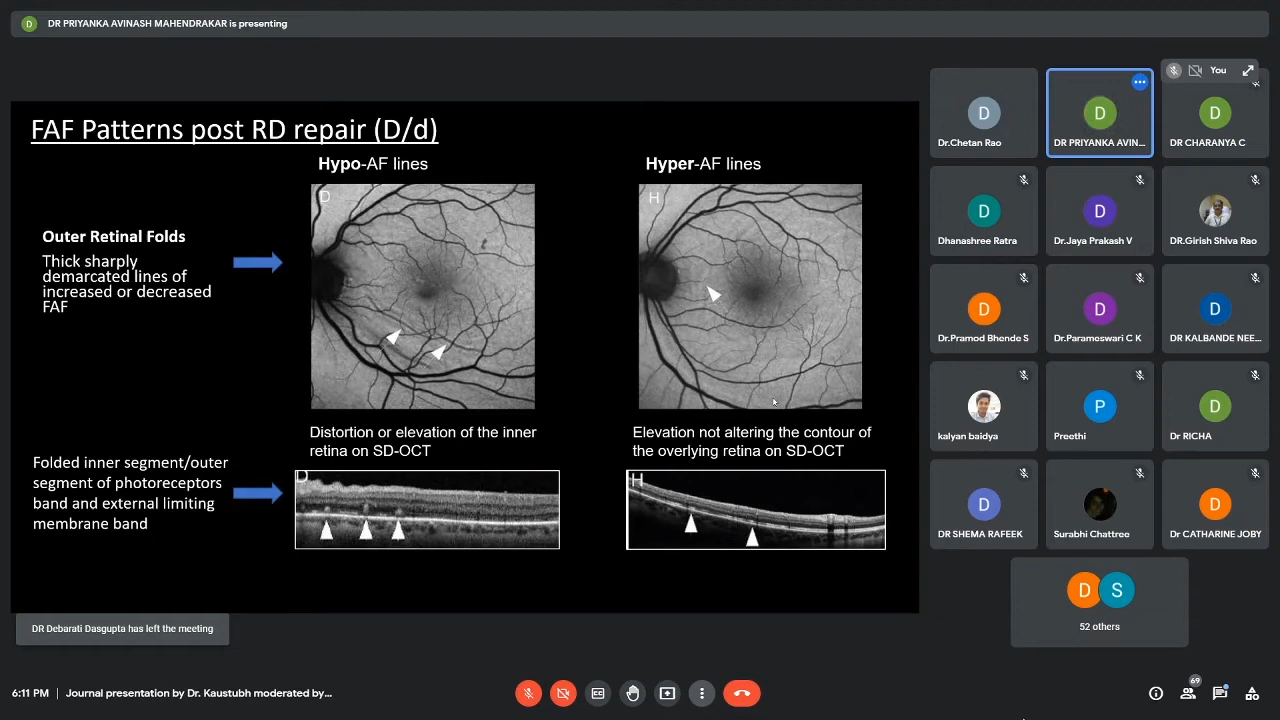 D
DR PRIYANKA AVINASH MAHENDRAKAR is presenting
FAF Patterns post RD repair (D/d)
Hypo-AF lines
Hyper-AF lines
D
H
Outer Retinal Folds
Thick sharply
demarcated lines of
increased or decreased
FAF
Distortion or elevation of the inner
retina on SD-OCT
Elevation not altering the contour of
the overlying retina on SD-OCT
Folded inner segment/outer
segment of photoreceptors
band and external limiting
membrane band
D
H
DR Debarati Dasgupta has left the meeting
You
D
Dr.Chetan Rao
D
DR PRIYANKA AVIN...
D
DR CHARANYA C
D
Dhanashree Ratra
D
Dr.Jaya Prakash V
DR.Girish Shiva Rao
D
Dr.Pramod Bhende S
D
Dr.Parameswari C K
D
DR KALBANDE NEE...
kalyan baidya
P
Preethi
D
Dr RICHA
D
DR SHEMA RAFEEK
Surabhi Chattree
D
Dr CATHARINE JOBY
D S
52 others
6:11 PM
Journal presentation by Dr. Kaustubh moderated by...
CC
69